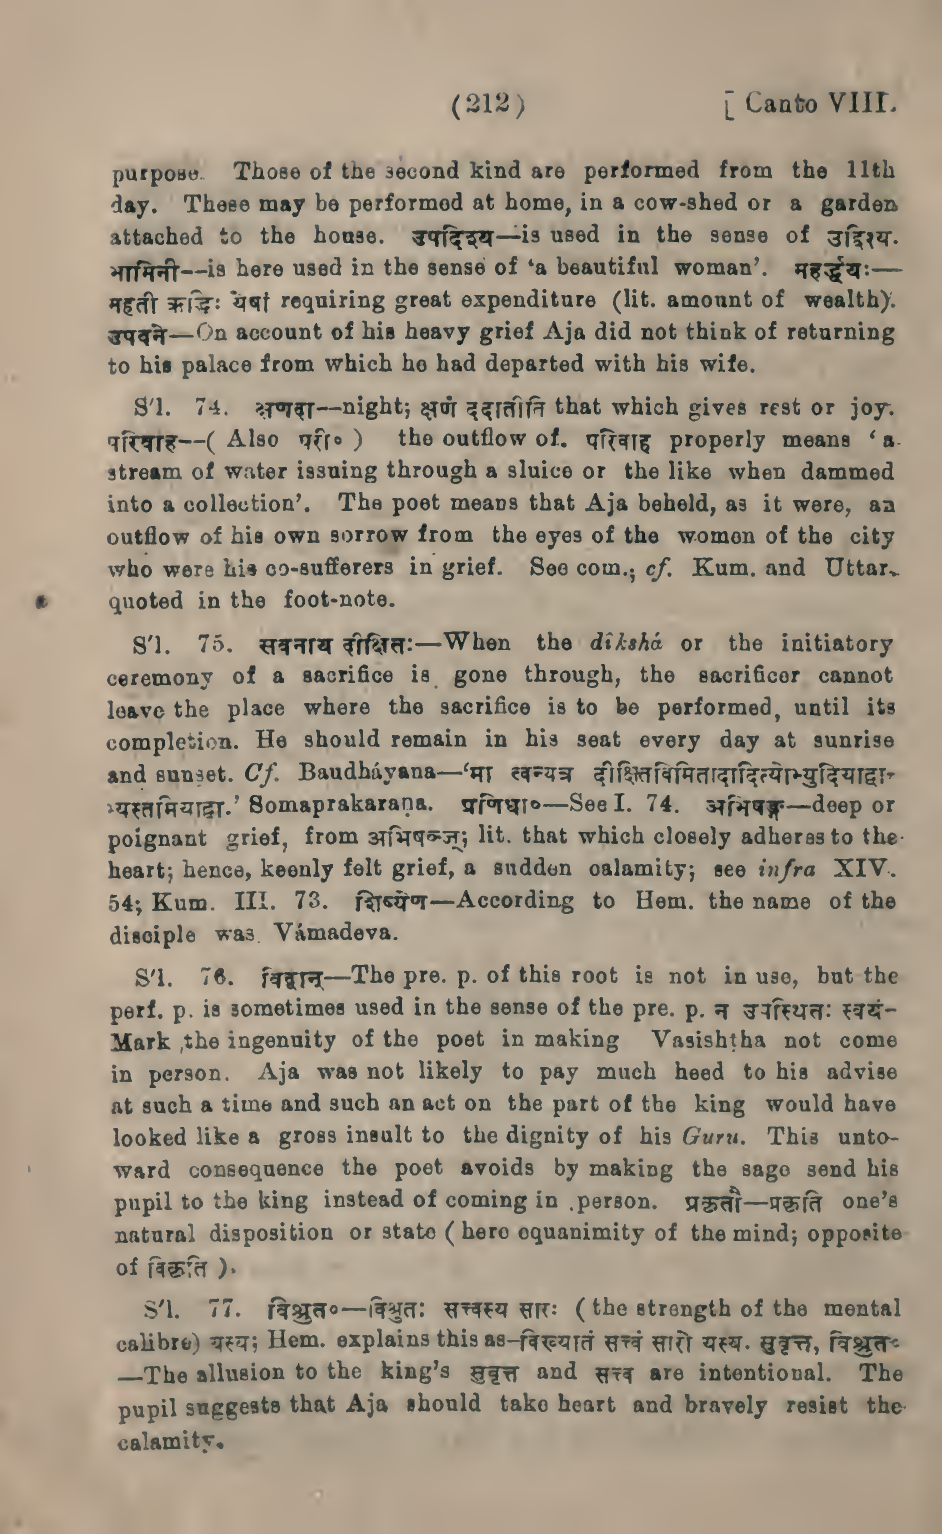 (212) [ Canto VIII.
purpose. Those of the second kind are performed from the 11th
day. These may be performed at home, in a cow-shed or a garden
attached to the house. उपदिश्य—is used in the sense of उद्दिश्य.
भामिनी--is here used in the sense of ‘a beautiful woman’. महर्द्धयः—
महती ऋद्धिः येषां requiring great expenditure (lit. amount of wealth).
उपवने—On account of his heavy grief Aja did not think of returning
to his palace from which he had departed with his wife.
S'l. 74. क्षणदा--night; क्षणं ददातीति that which gives rest or joy.
परिवाह--( Also परी० ) the outflow of. परिवाह properly means ‘ a
stream of water issuing through a sluice or the like when dammed
into a collection’. The poet means that Aja beheld, as it were, an
outflow of his own sorrow from the eyes of the women of the city
who were his co-sufferers in grief. See com.; cf. Kum. and Uttar.
quoted in the foot-note.
S'l. 75. सवनाय दीक्षितः—When the dîkshá or the initiatory
ceremony of a sacrifice is gone through, the sacrificer cannot
leave the place where the sacrifice is to be performed, until its
completion. He should remain in his seat every day at sunrise
and sunset. Cf. Baudháyana—‘मा त्वन्यत्र दीक्षितविमितादादित्योभ्युदियाद्वा-
भ्यस्तमियाद्वा.’ Somaprakaraṇa. प्रणिधा०—See I. 74. अभिषङ्ग—deep or
poignant grief, from अभिषञ्ज्; lit. that which closely adheres to the
heart; hence, keenly felt grief, a sudden calamity; see infra XIV.
54; Kum. III. 73. शिष्येण—According to Hem. the name of the
disciple was Vámadeva.
S'l. 76. विद्वान्—The pre. p. of this root is not in use, but the
perf. p. is sometimes used in the sense of the pre. p. न उपस्थितः स्वयं-
Mark the ingenuity of the poet in making Vasishṭha not come
in person. Aja was not likely to pay much heed to his advise
at such a time and such an act on the part of the king would have
looked like a gross insult to the dignity of his Guru. This unto-
ward consequence the poet avoids by making the sage send his
pupil to the king instead of coming in person. प्रकृतौ—प्रकृति one’s
natural disposition or state ( here equanimity of the mind; opposite
of विकृति ).
S'l. 77. विश्रुत०—विश्रुतः सत्त्वस्य सारः ( the strength of the mental
calibre) यस्य; Hem. explains this as–विख्यातं सत्त्वं सारो यस्य. सुवृत्त, विश्रुत०
—The allusion to the king’s सुवृत्त and सत्त्व are intentional. The
pupil suggests that Aja should take heart and bravely resist the
calamity.